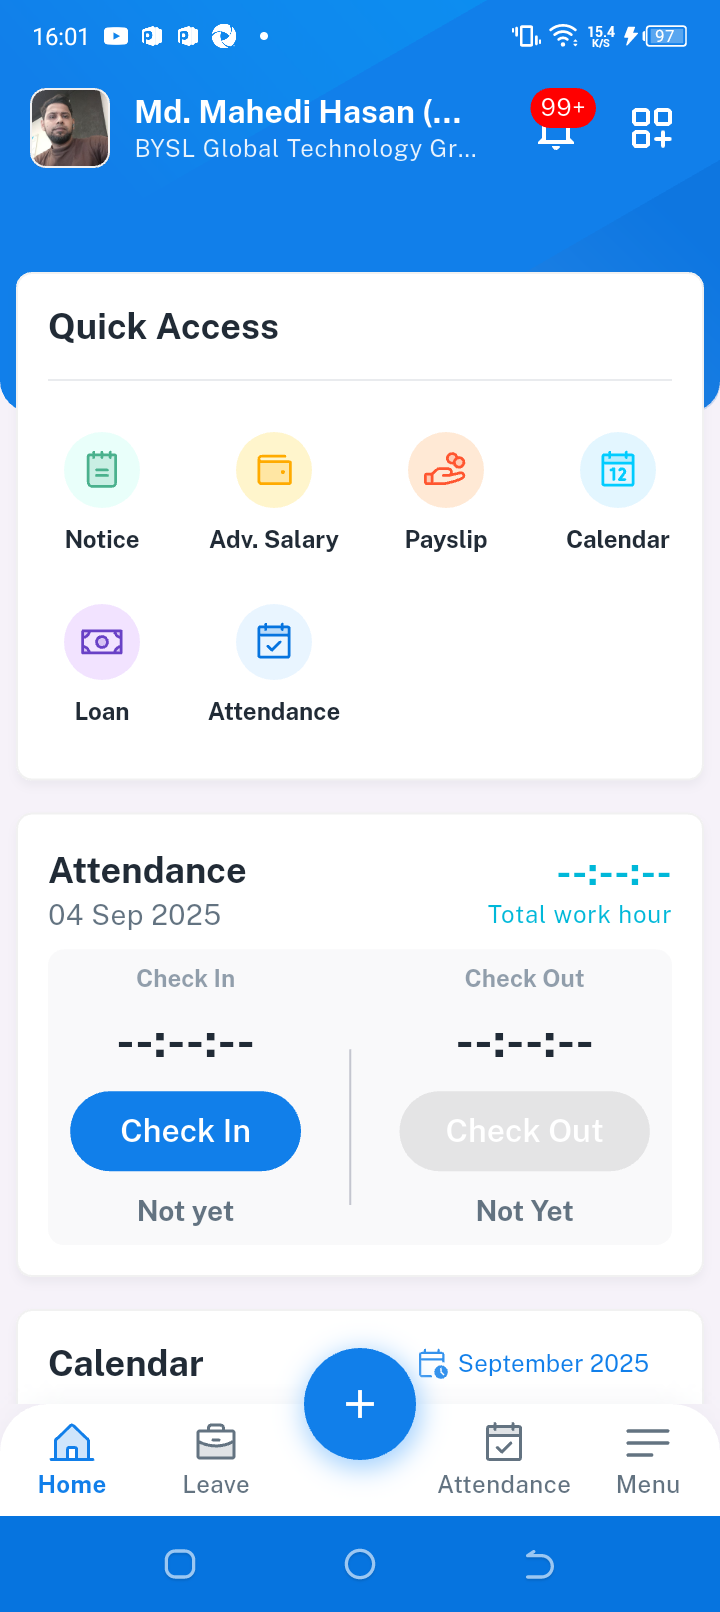 16:01
15.4
K/S
97
Md. Mahedi Hasan (...
99+
BYSL Global Technology Gr...
Quick Access
Notice
Adv. Salary
Payslip
12
Calendar
Loan
Attendance
Attendance
--:--:--
04 Sep 2025
Total work hour
Check In
Check Out
--:--:--
--:--:--
Check In
Check Out
Not yet
Not Yet
Calendar
September 2025
+
Home
Leave
Attendance
Menu